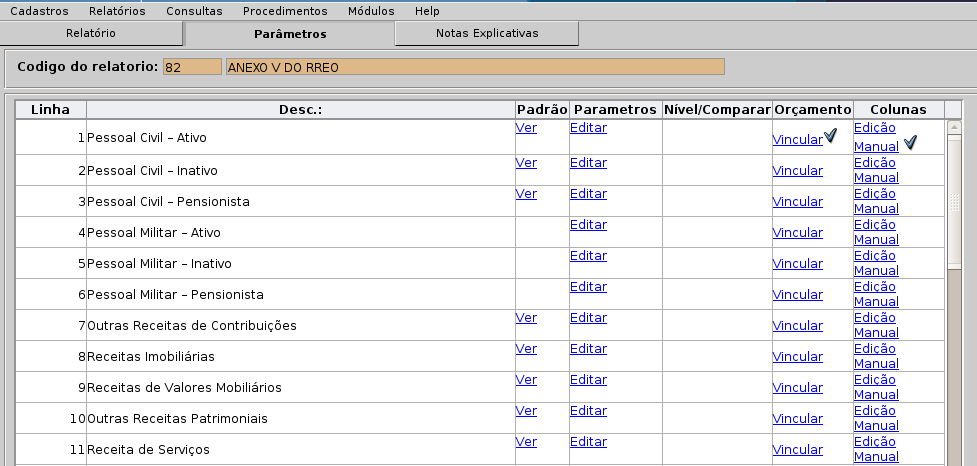 Cadastros Relatórios Consultas Procedimentos Módulos Help
Relatório Parâmetros Notas Explicativas
Codigo do relatorio: 82 ANEXO V DO RREO
Linha Desc.: Padrão Parametros Nível/Comparar Orçamento Colunas
1 Pessoal Civil – Ativo Ver Editar Vincular Edição
Manual
2 Pessoal Civil – Inativo Ver Editar Vincular Edição
Manual
3 Pessoal Civil – Pensionista Ver Editar Vincular Edição
Manual
4 Pessoal Militar – Ativo Editar Vincular Edição
Manual
5 Pessoal Militar – Inativo Editar Vincular Edição
Manual
6 Pessoal Militar – Pensionista Editar Vincular Edição
Manual
7 Outras Receitas de Contribuições Ver Editar Vincular Edição
Manual
8 Receitas Imobiliárias Ver Editar Vincular Edição
Manual
9 Receitas de Valores Mobiliários Ver Editar Vincular Edição
Manual
10 Outras Receitas Patrimoniais Ver Editar Vincular Edição
Manual
11 Receita de Serviços Ver Editar Vincular Edição
Manual